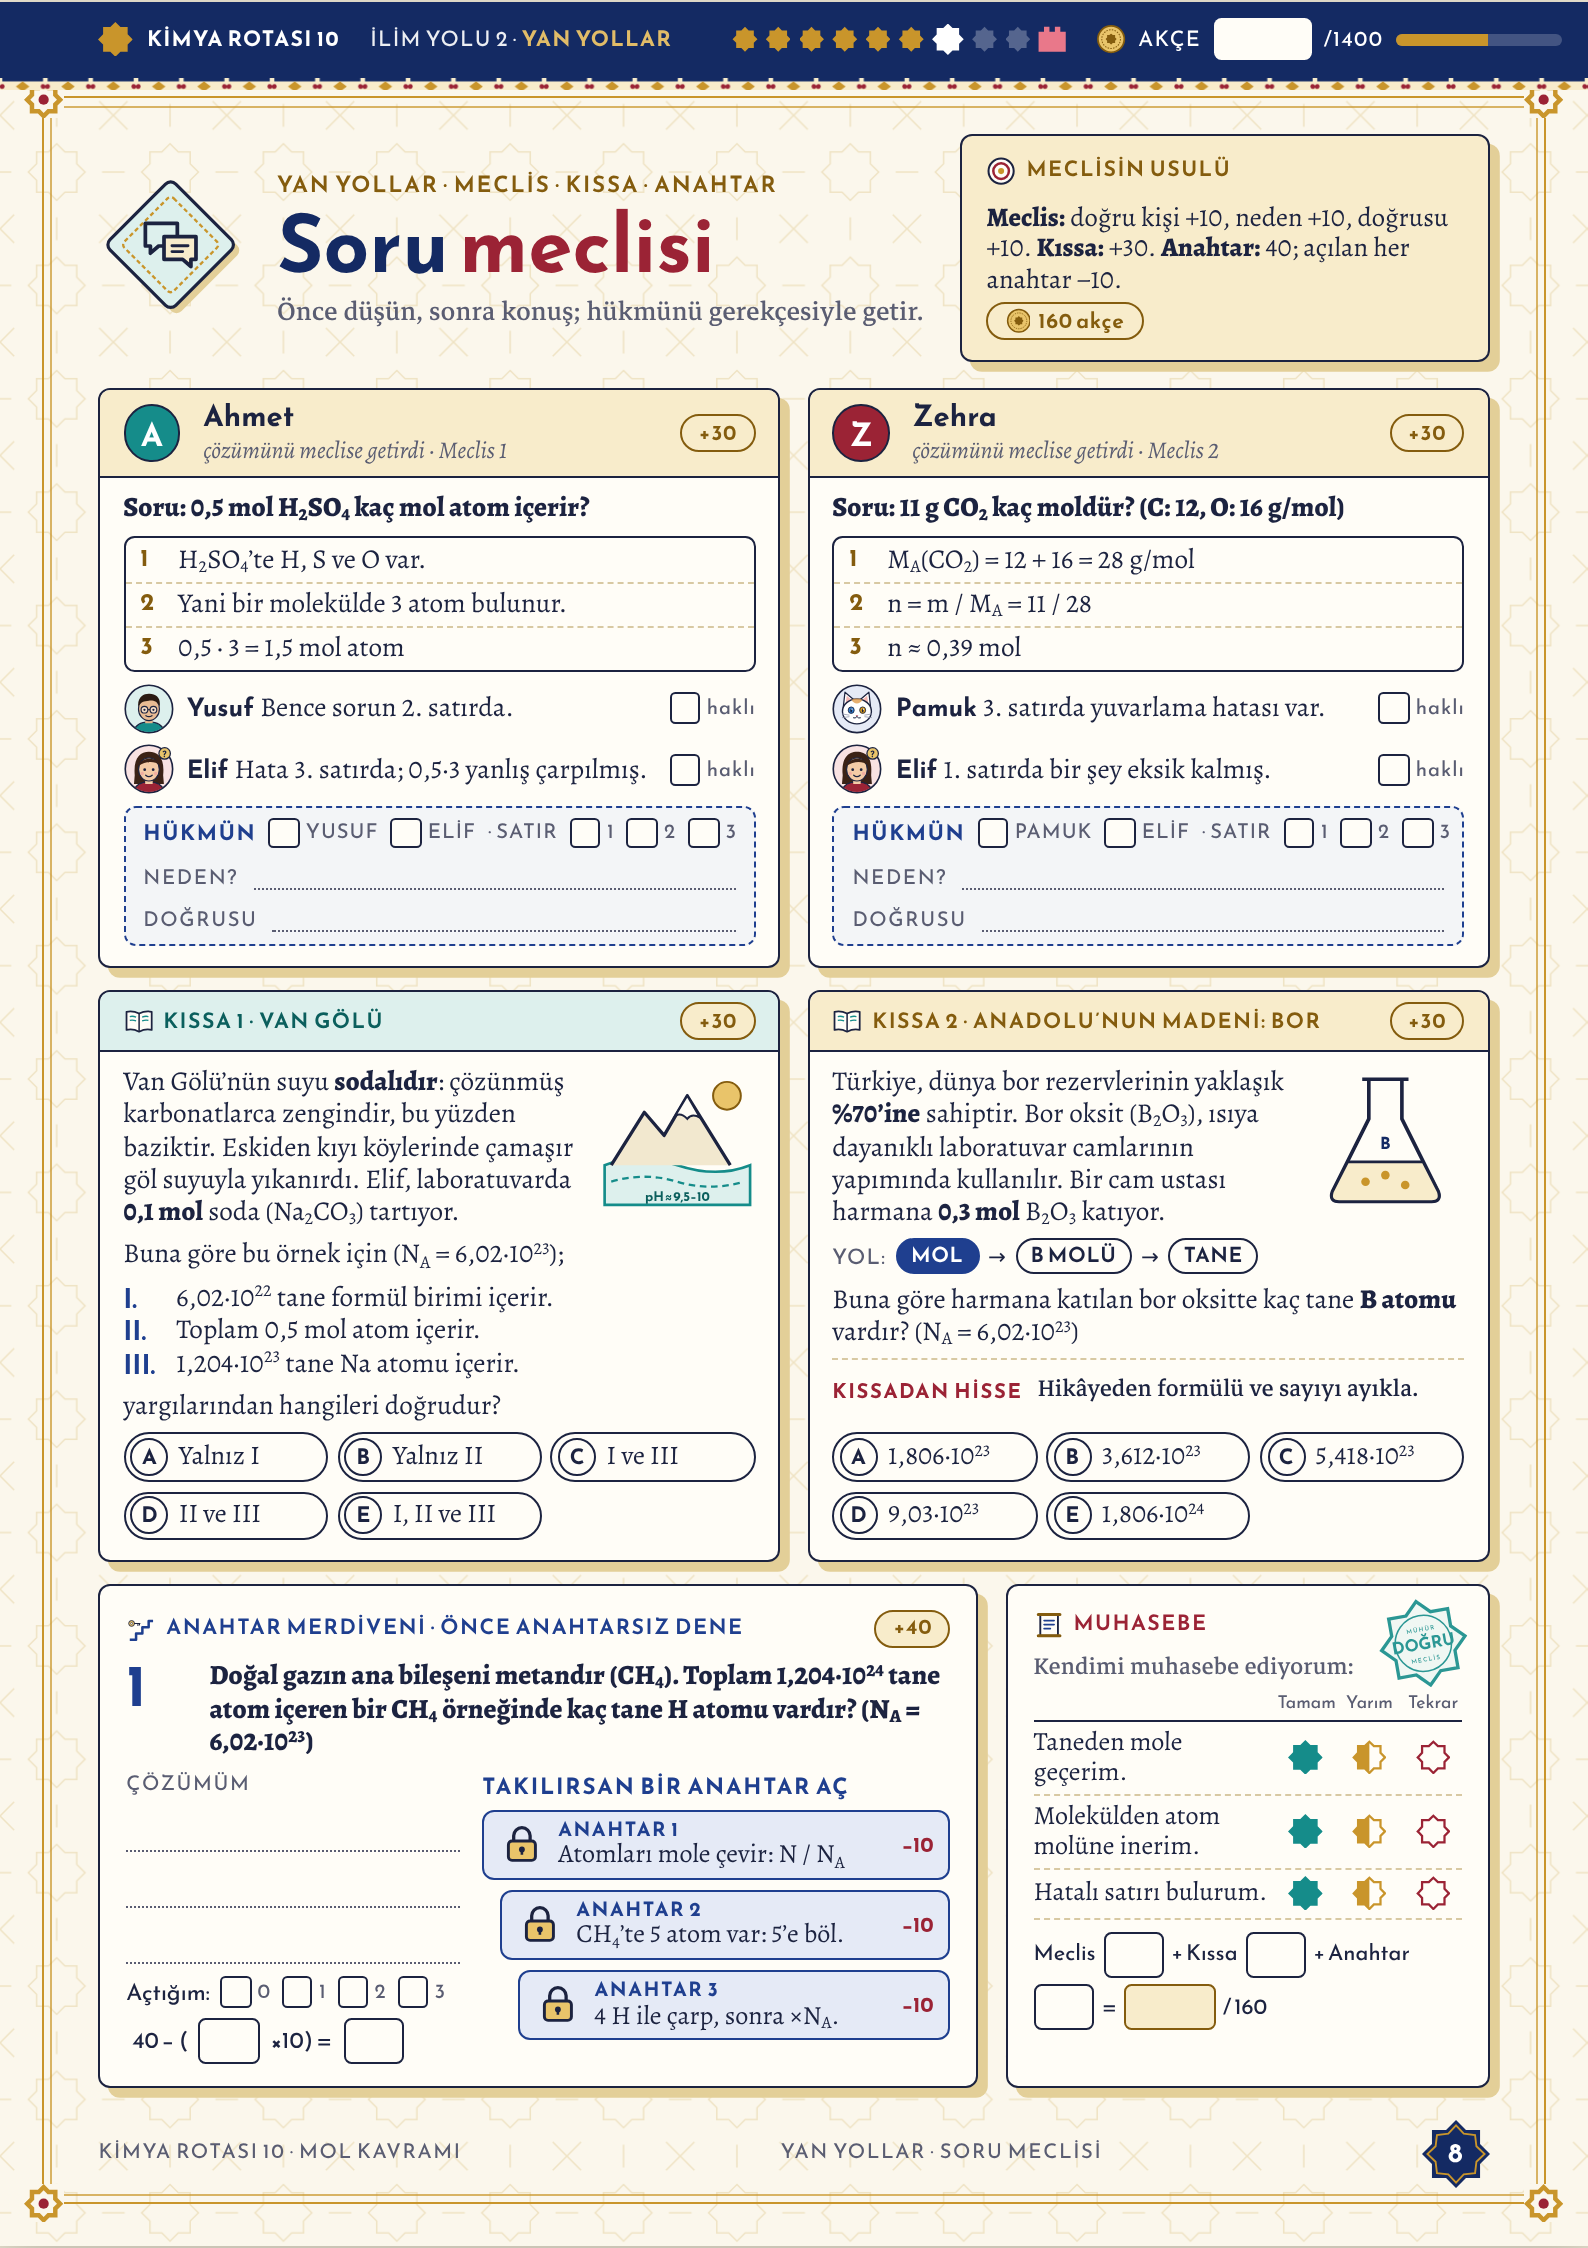 KİMYA ROTASI 10 İLİM YOLU 2 · YAN YOLLAR AKÇE /1400
YAN YOLLAR · MECLİS · KISSA · ANAHTAR
Soru meclisi
Önce düşün, sonra konuş; hükmünü gerekçesiyle getir.
MECLİSİN USULÜ
Meclis: doğru kişi +10, neden +10, doğrusu
+10. Kıssa: +30. Anahtar: 40; açılan her
anahtar −10.
160 akçe
A Ahmet
çözümünü meclise getirdi · Meclis 1
+30
Soru: 0,5 mol H₂SO₄ kaç mol atom içerir?
1 H₂SO₄'te H, S ve O var.
2 Yani bir molekülde 3 atom bulunur.
3 0,5 · 3 = 1,5 mol atom
Yusuf Bence sorun 2. satırda. haklı
Elif Hata 3. satırda; 0,5·3 yanlış çarpılmış. haklı
HÜKMÜN YUSUF ELİF · SATIR 1 2 3
NEDEN?
DOĞRUSU
Z Zehra
çözümünü meclise getirdi · Meclis 2
+30
Soru: 11 g CO₂ kaç moldür? (C: 12, O: 16 g/mol)
1 M_A(CO₂) = 12 + 16 = 28 g/mol
2 n = m / M_A = 11 / 28
3 n ≈ 0,39 mol
Pamuk 3. satırda yuvarlama hatası var. haklı
Elif 1. satırda bir şey eksik kalmış. haklı
HÜKMÜN PAMUK ELİF · SATIR 1 2 3
NEDEN?
DOĞRUSU
KISSA 1 · VAN GÖLÜ +30
Van Gölü'nün suyu sodalıdır: çözünmüş
karbonatlarca zengindir, bu yüzden
baziktir. Eskiden kıyı köylerinde çamaşır
göl suyuyla yıkanırdı. Elif, laboratuvarda
0,1 mol soda (Na₂CO₃) tartıyor.
pH≈9,5–10
Buna göre bu örnek için (N_A = 6,02·10²³);
I. 6,02·10²² tane formül birimi içerir.
II. Toplam 0,5 mol atom içerir.
III. 1,204·10²³ tane Na atomu içerir.
yargılarından hangileri doğrudur?
A Yalnız I B Yalnız II C I ve III
D II ve III E I, II ve III
KISSA 2 · ANADOLU'NUN MADENİ: BOR +30
Türkiye, dünya bor rezervlerinin yaklaşık
%70'ine sahiptir. Bor oksit (B₂O₃), ısıya
dayanıklı laboratuvar camlarının
yapımında kullanılır. Bir cam ustası
harmana 0,3 mol B₂O₃ katıyor.
B
YOL: MOL → B MOLÜ → TANE
Buna göre harmana katılan bor oksitte kaç tane B atomu
vardır? (N_A = 6,02·10²³)
KISSADAN HİSSE Hikâyeden formülü ve sayıyı ayıkla.
A 1,806·10²³ B 3,612·10²³ C 5,418·10²³
D 9,03·10²³ E 1,806·10²⁴
ANAHTAR MERDİVENİ · ÖNCE ANAHTARSIZ DENE +40
1 Doğal gazın ana bileşeni metandır (CH₄). Toplam 1,204·10²⁴ tane
atom içeren bir CH₄ örneğinde kaç tane H atomu vardır? (N_A =
6,02·10²³)
ÇÖZÜMÜM
Açtığım: 0 1 2 3
40 – ( ×10) =
TAKILIRSAN BİR ANAHTAR AÇ
ANAHTAR 1
Atomları mole çevir: N / N_A –10
ANAHTAR 2
CH₄'te 5 atom var: 5'e böl. –10
ANAHTAR 3
4 H ile çarp, sonra ×N_A. –10
MUHASEBE
MÜHÜR
DOĞRU
MECLİS
Kendimi muhasebe ediyorum:
Tamam Yarım Tekrar
Taneden mole
geçerim.
Molekülden atom
molüne inerim.
Hatalı satırı bulurum.
Meclis + Kıssa + Anahtar
= /160
KİMYA ROTASI 10 · MOL KAVRAMI YAN YOLLAR · SORU MECLİSİ 8